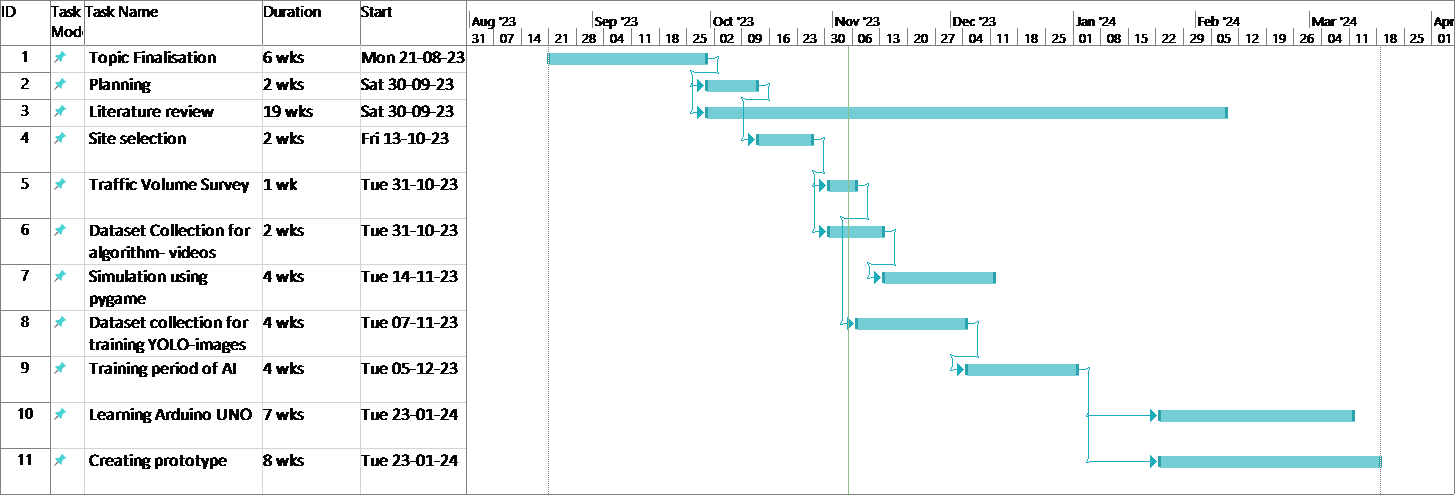 ID Task Mode Task Name Duration Start Aug '23 Sep '23 Oct '23 Nov '23 Dec '23 Jan '24 Feb '24 Mar '24 Apr
31 07 14 21 28 04 11 18 25 02 09 16 23 30 06 13 20 27 04 11 18 25 01 08 15 22 29 05 12 19 26 04 11 18 25 01
1 Topic Finalisation 6 wks Mon 21-08-23
2 Planning 2 wks Sat 30-09-23
3 Literature review 19 wks Sat 30-09-23
4 Site selection 2 wks Fri 13-10-23
5 Traffic Volume Survey 1 wk Tue 31-10-23
6 Dataset Collection for 2 wks Tue 31-10-23
algorithm- videos
7 Simulation using 4 wks Tue 14-11-23
pygame
8 Dataset collection for 4 wks Tue 07-11-23
training YOLO-images
9 Training period of AI 4 wks Tue 05-12-23
10 Learning Arduino UNO 7 wks Tue 23-01-24
11 Creating prototype 8 wks Tue 23-01-24